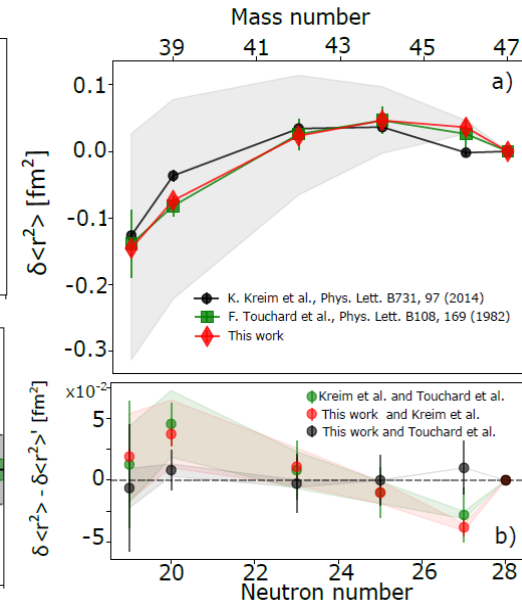 Mass number
39 41 43 45 47
a)
0.1
0.0
-0.1
-0.2
-0.3
δ<r²> [fm²]
K. Kreim et al., Phys. Lett. B731, 97 (2014)
F. Touchard et al., Phys. Lett. B108, 169 (1982)
This work
x10⁻²
5
0
-5
δ<r²> - δ<r²>' [fm²]
Kreim et al. and Touchard et al.
This work and Kreim et al.
This work and Touchard et al.
b)
20 22 24 26 28
Neutron number